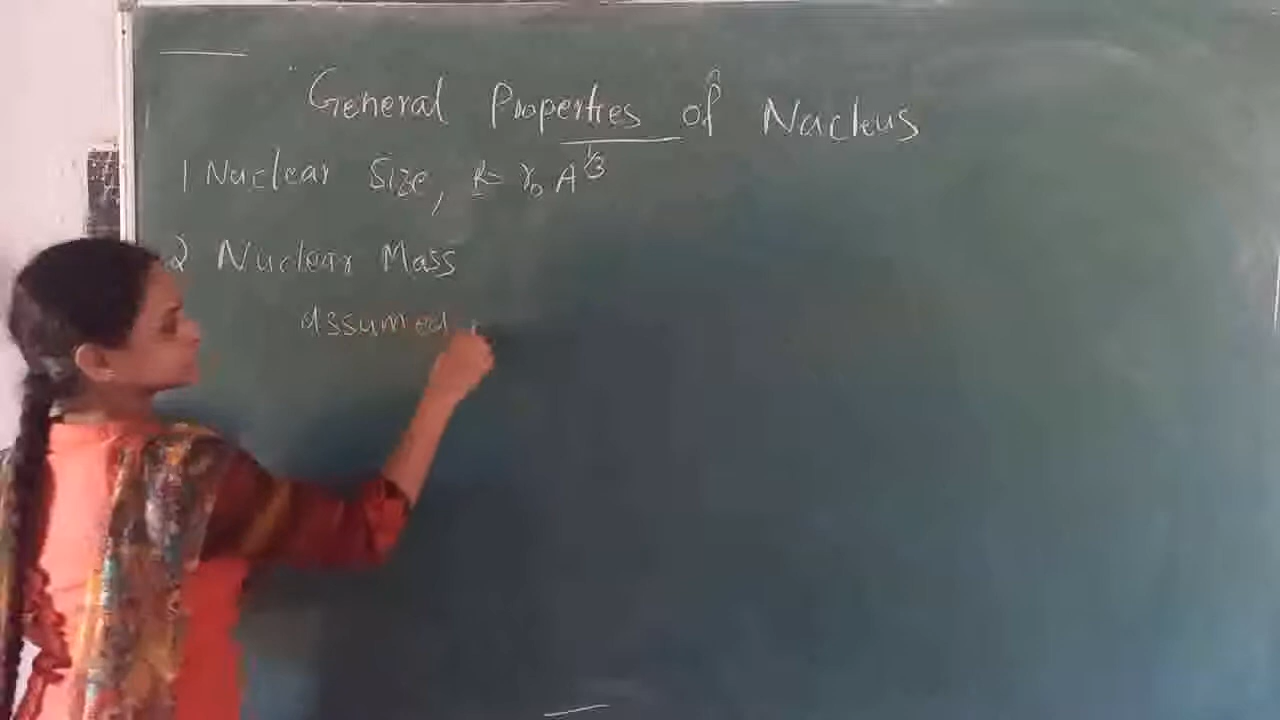 General Properties of Nucleus
1 Nuclear Size, R = r₀ A^1/3
2 Nuclear Mass
assumed